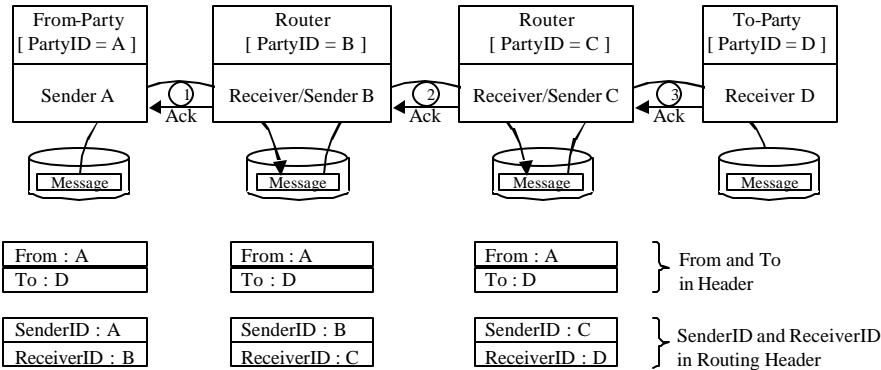 From-Party
[ PartyID = A ]
Router
[ PartyID = B ]
Router
[ PartyID = C ]
To-Party
[ PartyID = D ]
Sender A
1
Ack
Receiver/Sender B
2
Ack
Receiver/Sender C
3
Ack
Receiver D
Message
Message
Message
Message
From : A
To : D
From : A
To : D
From : A
To : D
From and To
in Header
SenderID : A
ReceiverID : B
SenderID : B
ReceiverID : C
SenderID : C
ReceiverID : D
SenderID and ReceiverID
in Routing Header